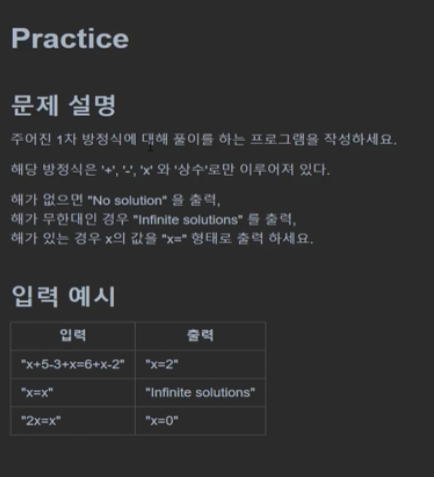 Practice
문제 설명
주어진 1차 방정식에 대해 풀이를 하는 프로그램을 작성하세요.
해당 방정식은 '+', '-', 'x' 와 '상수'로만 이루어져 있다.
해가 없으면 "No solution" 을 출력,
해가 무한대인 경우 "Infinite solutions" 를 출력,
해가 있는 경우 x의 값을 "x=" 형태로 출력 하세요.
입력 예시
입력 출력
"x+5-3+x=6+x-2" "x=2"
"x=x" "Infinite solutions"
"2x=x" "x=0"